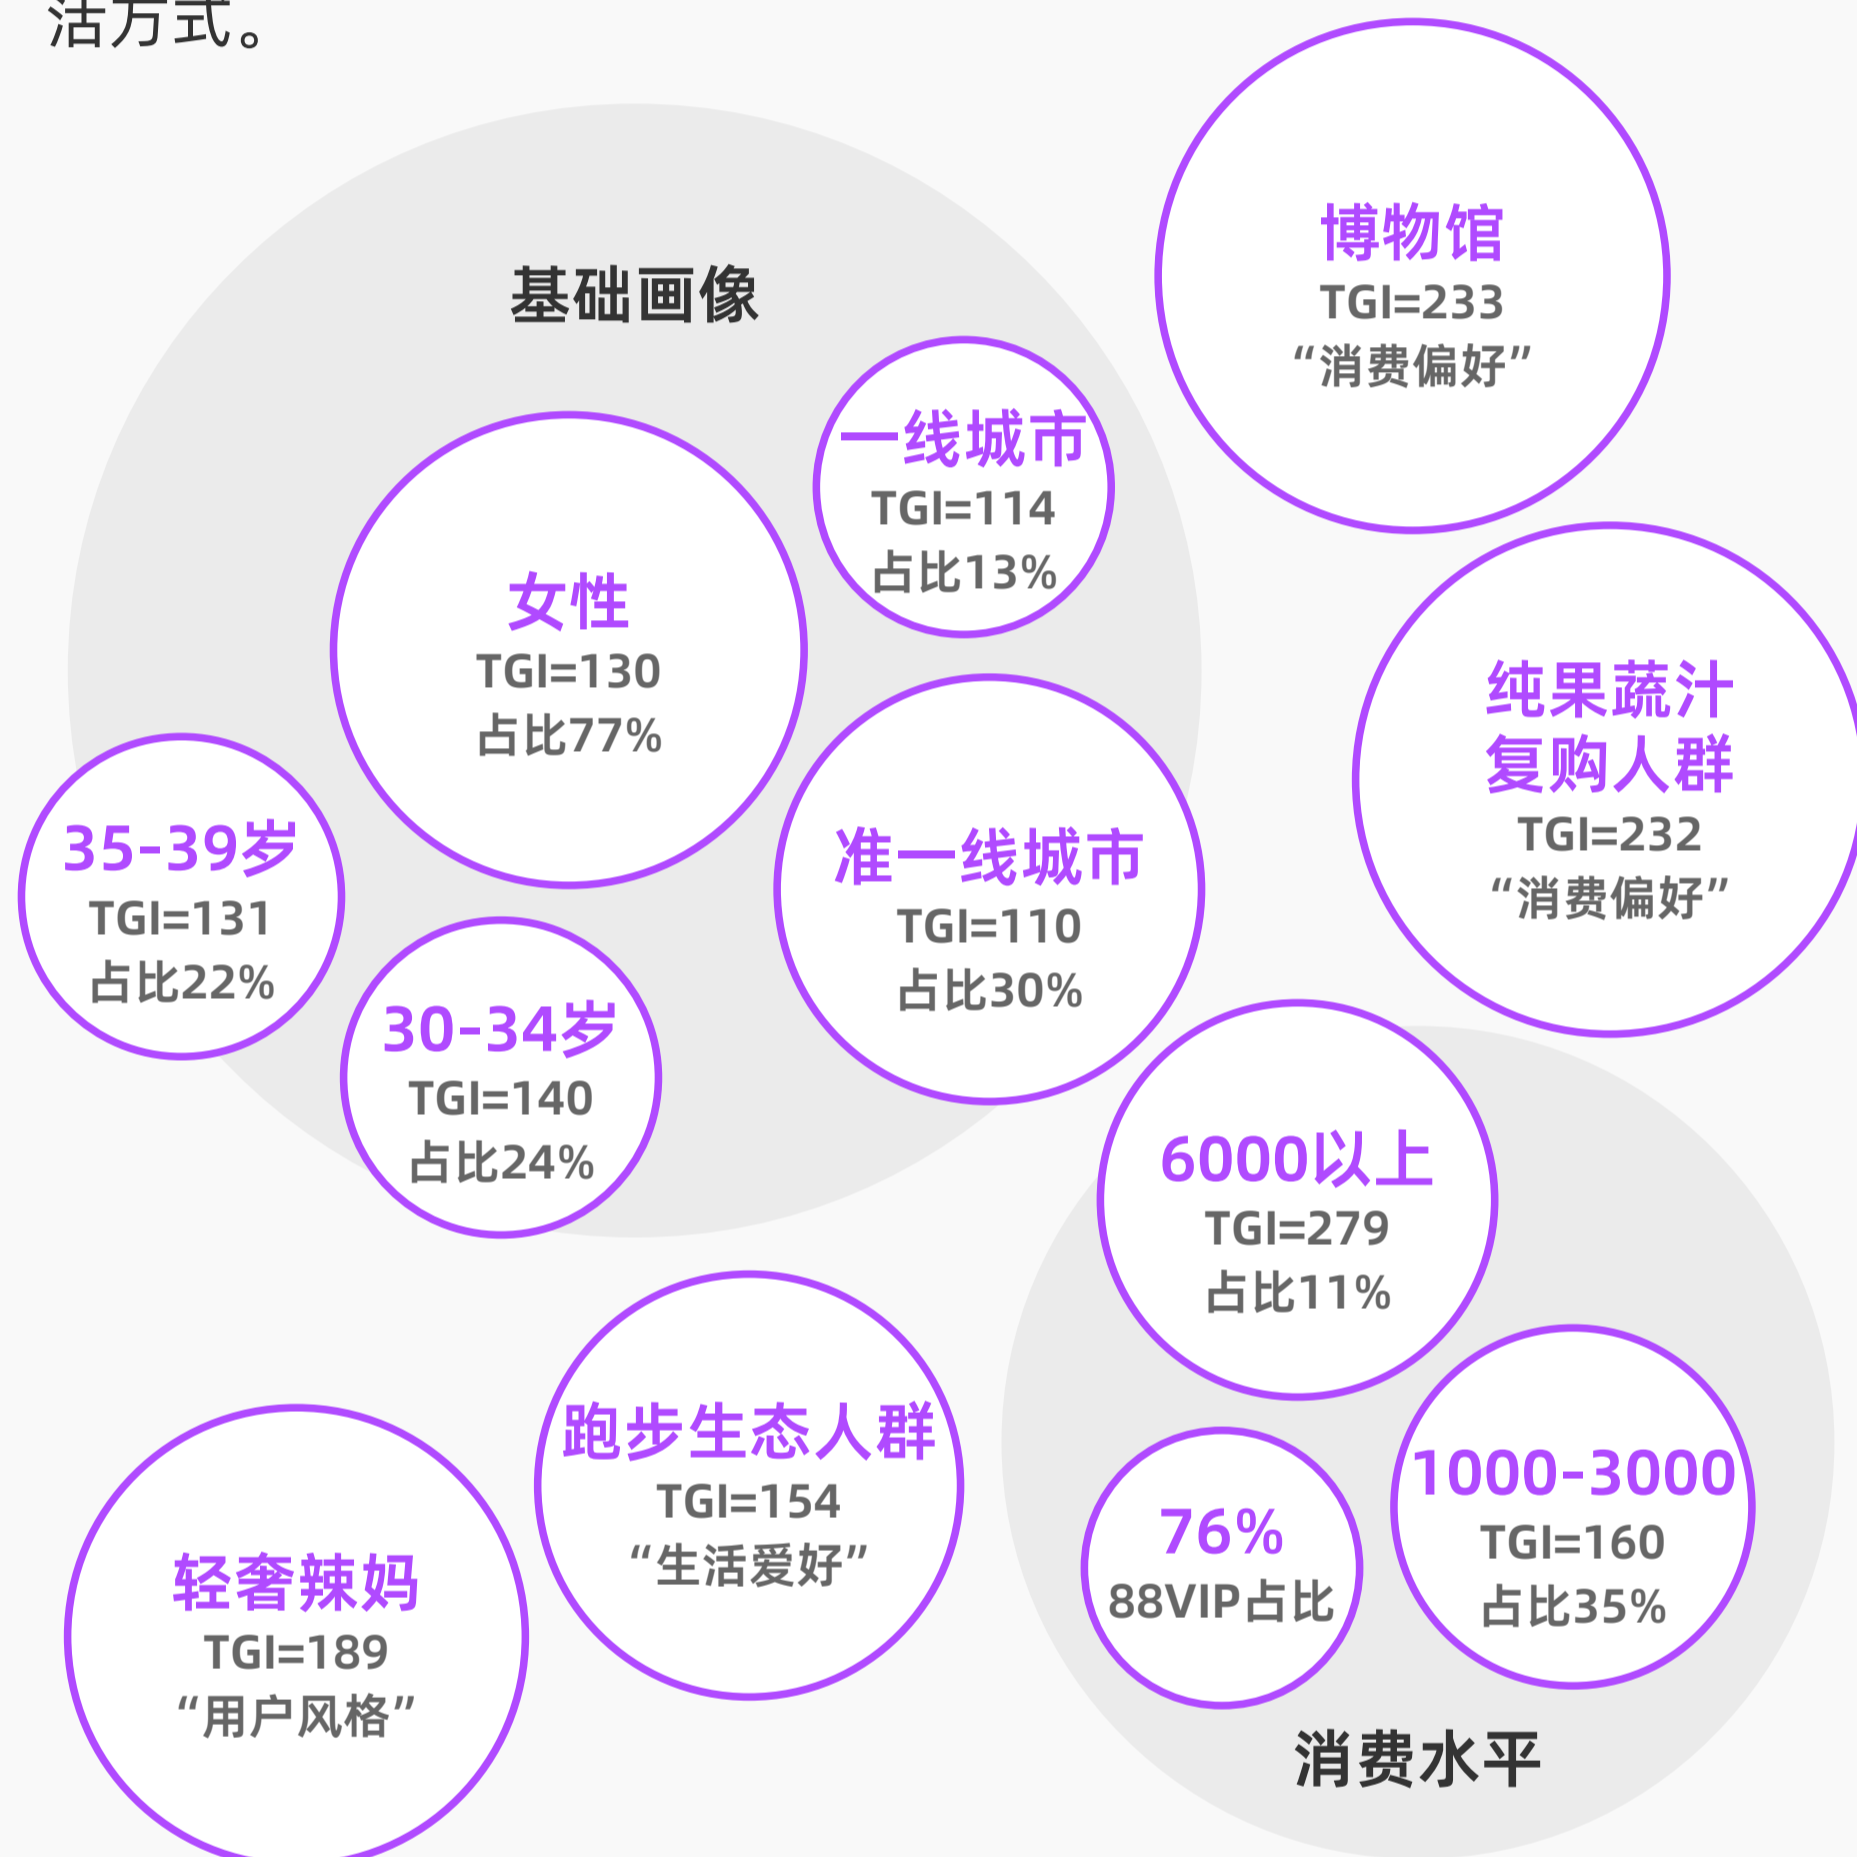 活方式。
基础画像
女性
TGI=130
占比77%
一线城市
TGI=114
占比13%
35-39岁
TGI=131
占比22%
30-34岁
TGI=140
占比24%
准一线城市
TGI=110
占比30%
博物馆
TGI=233
“消费偏好”
纯果蔬汁
复购人群
TGI=232
“消费偏好”
6000以上
TGI=279
占比11%
1000-3000
TGI=160
占比35%
76%
88VIP占比
消费水平
跑步生态人群
TGI=154
“生活爱好”
轻奢辣妈
TGI=189
“用户风格”